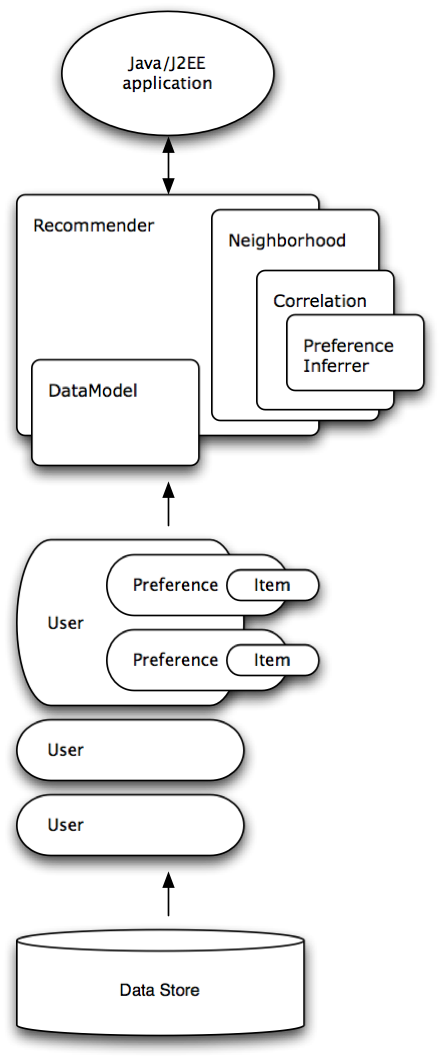 Java/J2EE
application
Recommender
Neighborhood
Correlation
Preference
Inferrer
DataModel
User
Preference
Item
Preference
Item
User
User
Data Store